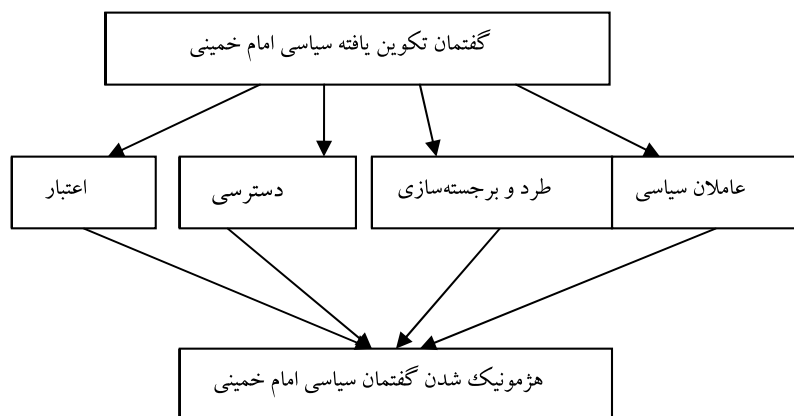 گفتمان تکوین یافته سیاسی امام خمینی
عاملان سیاسی
طرد و برجسته‌سازی
دسترسی
اعتبار
هژمونیک شدن گفتمان سیاسی امام خمینی